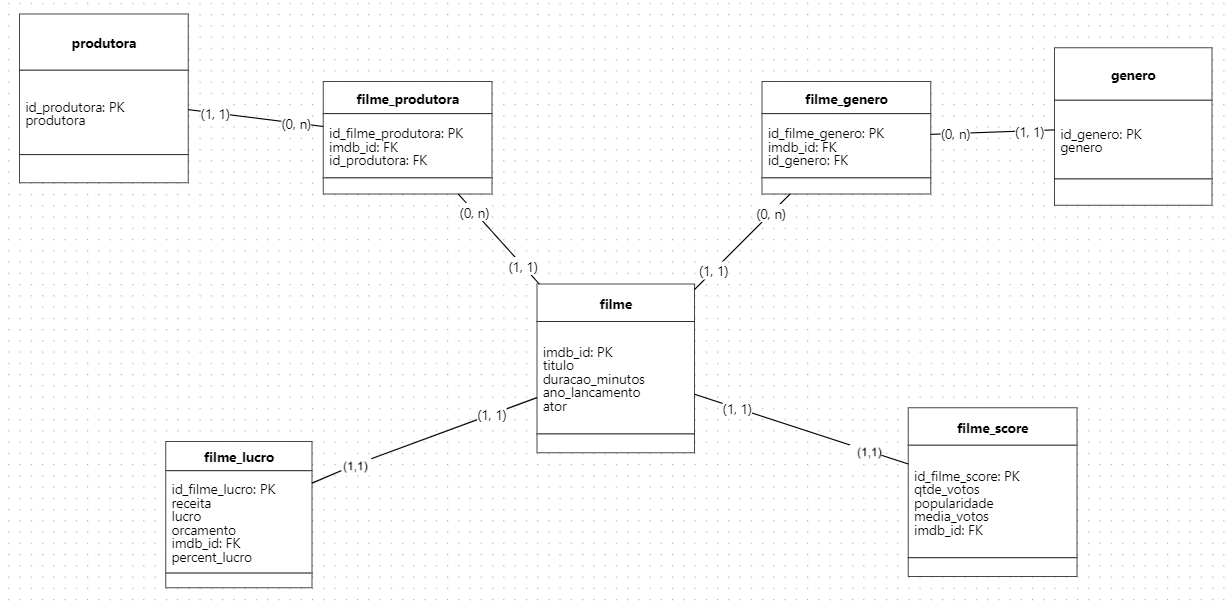 produtora
id_produtora: PK
produtora
(1, 1)
(0, n)
filme_produtora
id_filme_produtora: PK
imdb_id: FK
id_produtora: FK
filme_genero
id_filme_genero: PK
imdb_id: FK
id_genero: FK
(0, n)
(1, 1)
genero
id_genero: PK
genero
(0, n)
(1, 1)
(0, n)
(1, 1)
filme
imdb_id: PK
titulo
duracao_minutos
ano_lancamento
ator
(1, 1)
(1,1)
filme_lucro
id_filme_lucro: PK
receita
lucro
orcamento
imdb_id: FK
percent_lucro
(1, 1)
(1,1)
filme_score
id_filme_score: PK
qtde_votos
popularidade
media_votos
imdb_id: FK